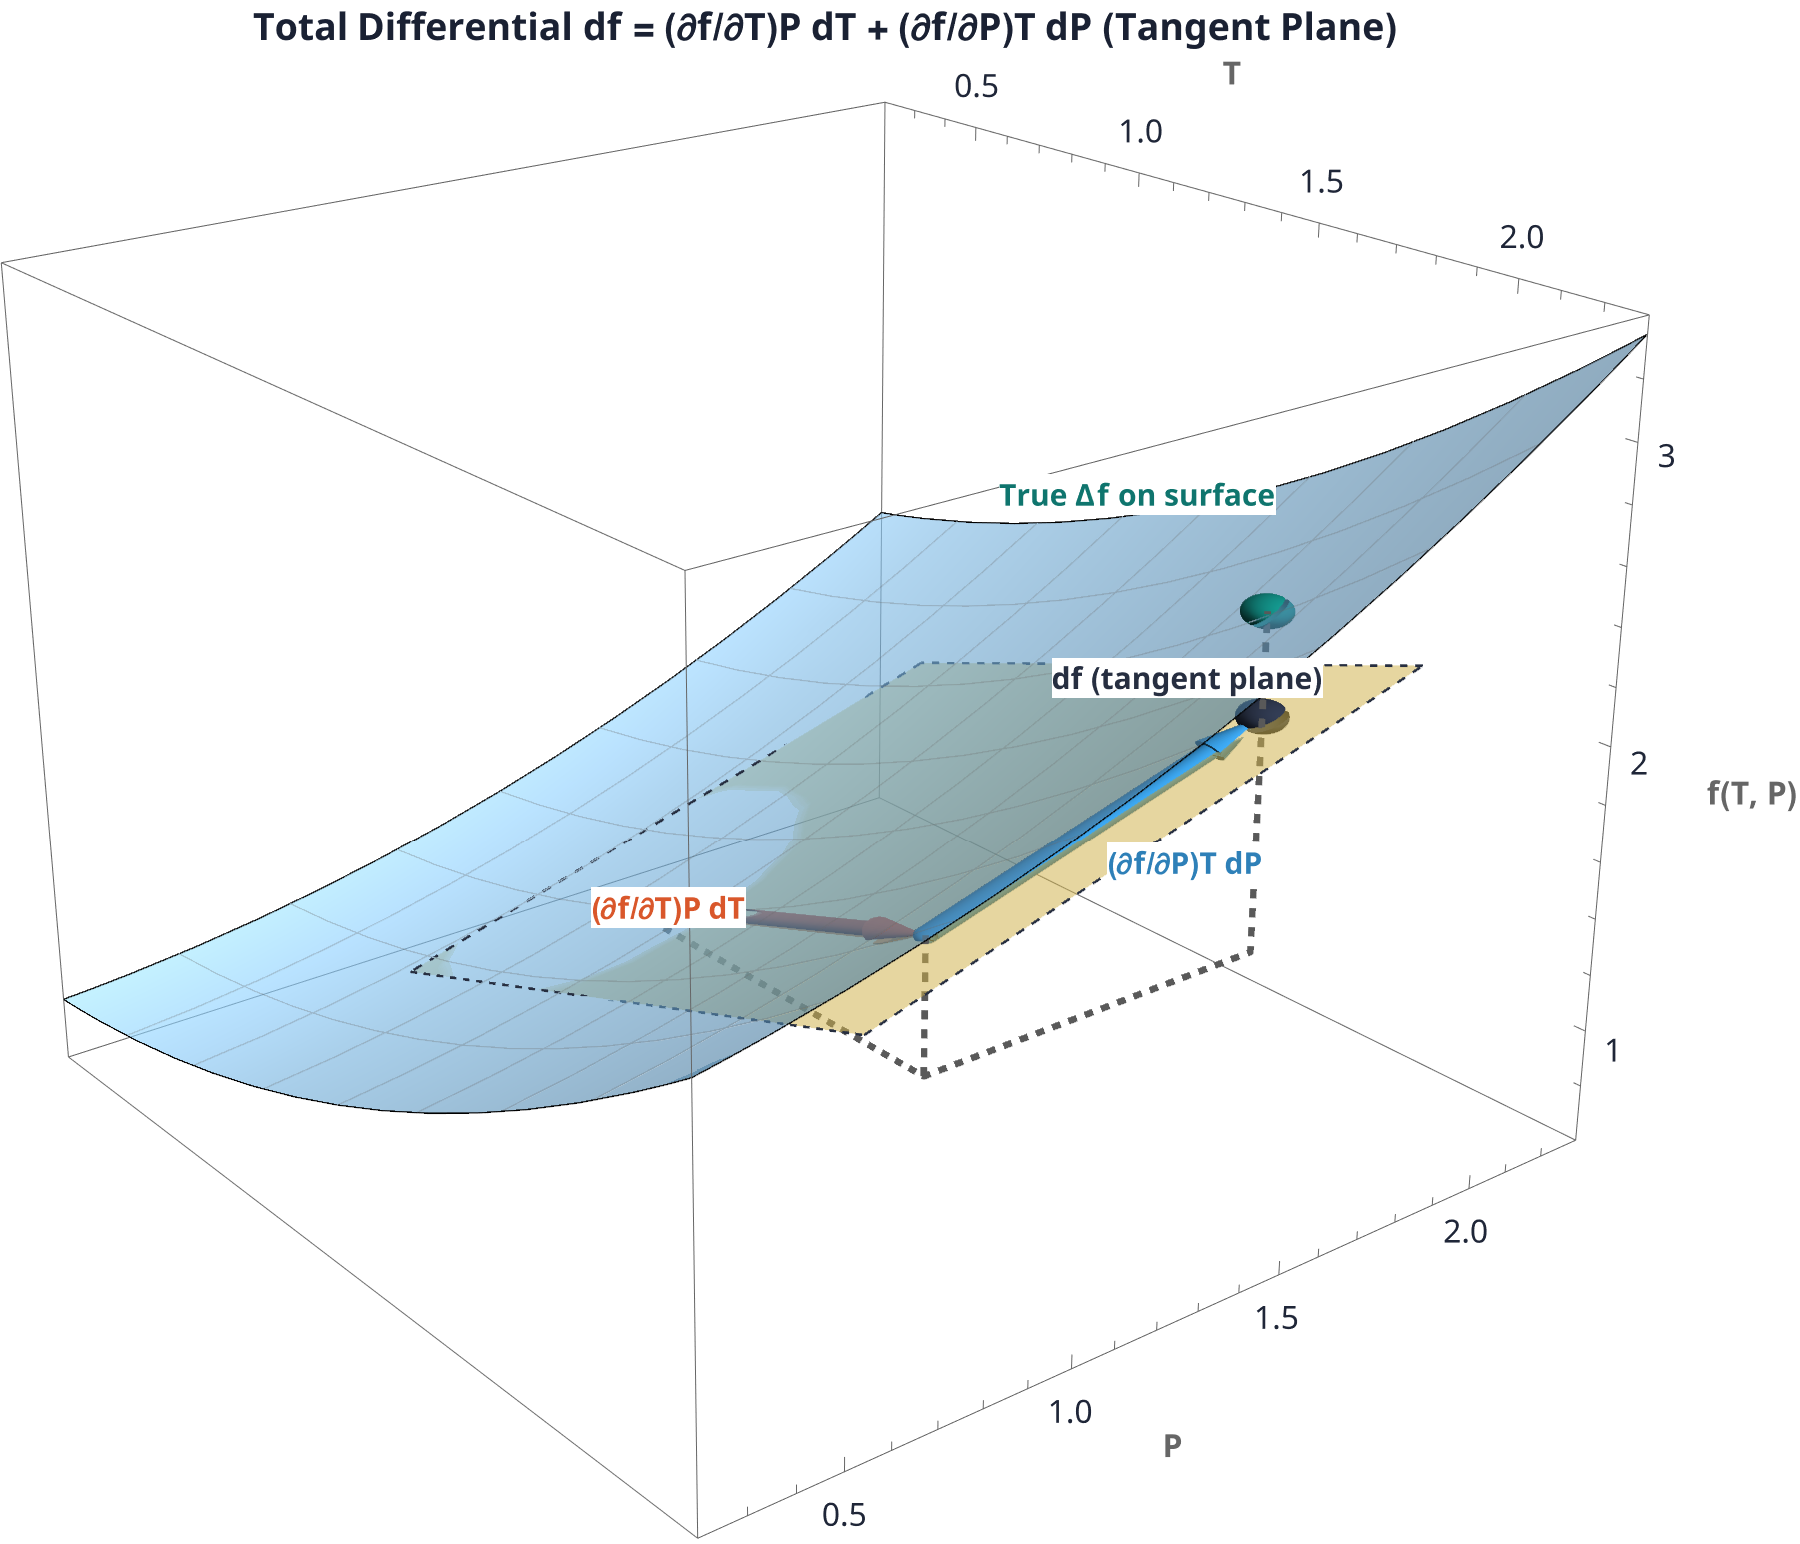 Total Differential df = (∂f/∂T)P dT + (∂f/∂P)T dP (Tangent Plane)
T
0.5
1.0
1.5
2.0
3
True Δf on surface
df (tangent plane)
2
f(T, P)
(∂f/∂P)T dP
(∂f/∂T)P dT
1
2.0
1.5
1.0
P
0.5